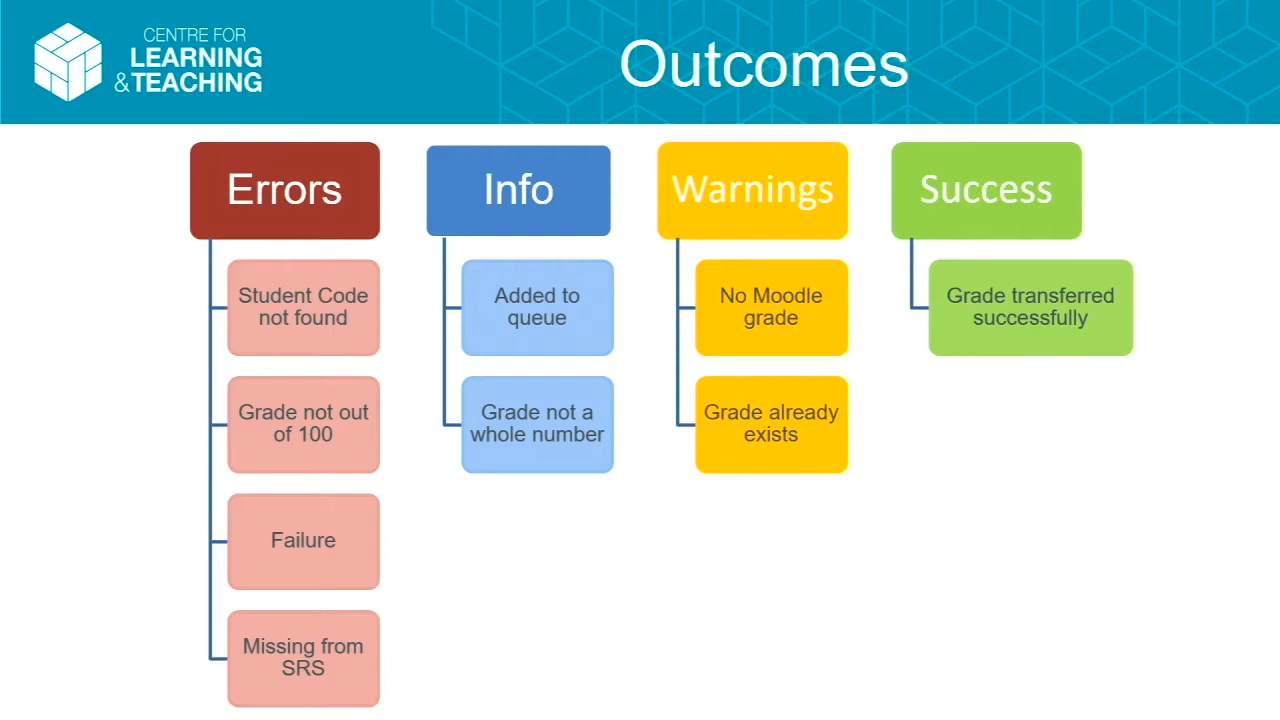 CENTRE FOR
LEARNING
&TEACHING
Outcomes
Errors
Student Code
not found
Grade not out
of 100
Failure
Missing from
SRS
Info
Added to
queue
Grade not a
whole number
Warnings
No Moodle
grade
Grade already
exists
Success
Grade transferred
successfully